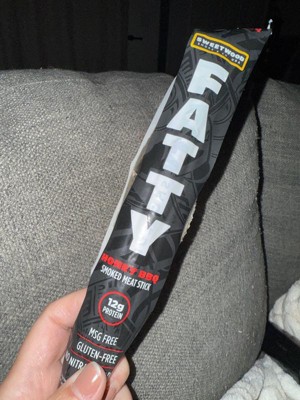 SWEETWOOD
FATTY
HONEY BBQ
SMOKED MEAT STICK
12g
PROTEIN
MSG FREE
GLUTEN-FREE